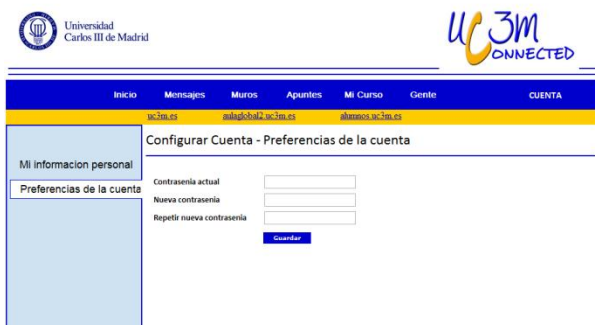 Universidad
Carlos III de Madrid
UC3M
CONNECTED
Inicio Mensajes Muros Apuntes Mi Curso Gente CUENTA
uc3m.es aulaglobal2.uc3m.es alumnos.uc3m.es
Configurar Cuenta - Preferencias de la cuenta
Mi informacion personal
Preferencias de la cuenta
Contrasenia actual
Nueva contrasenia
Repetir nueva contrasenia
Guardar